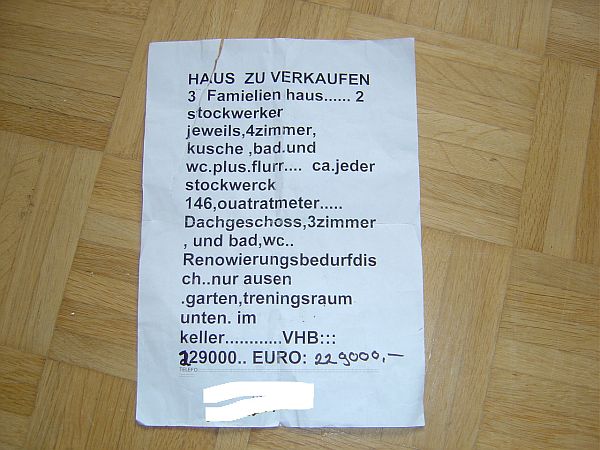 HAUS ZU VERKAUFEN
3 Famielien haus...... 2
stockwerker
jeweils,4zimmer,
kusche ,bad.und
wc.plus.flurr.... ca.jeder
stockwerck
146,ouatratmeter.....
Dachgeschoss,3zimmer
, und bad,wc..
Renowierungsbedurfdis
ch..nur ausen
.garten,treningsraum
unten. im
keller............VHB:::
229000.. EURO: 229000,-
TELEFO